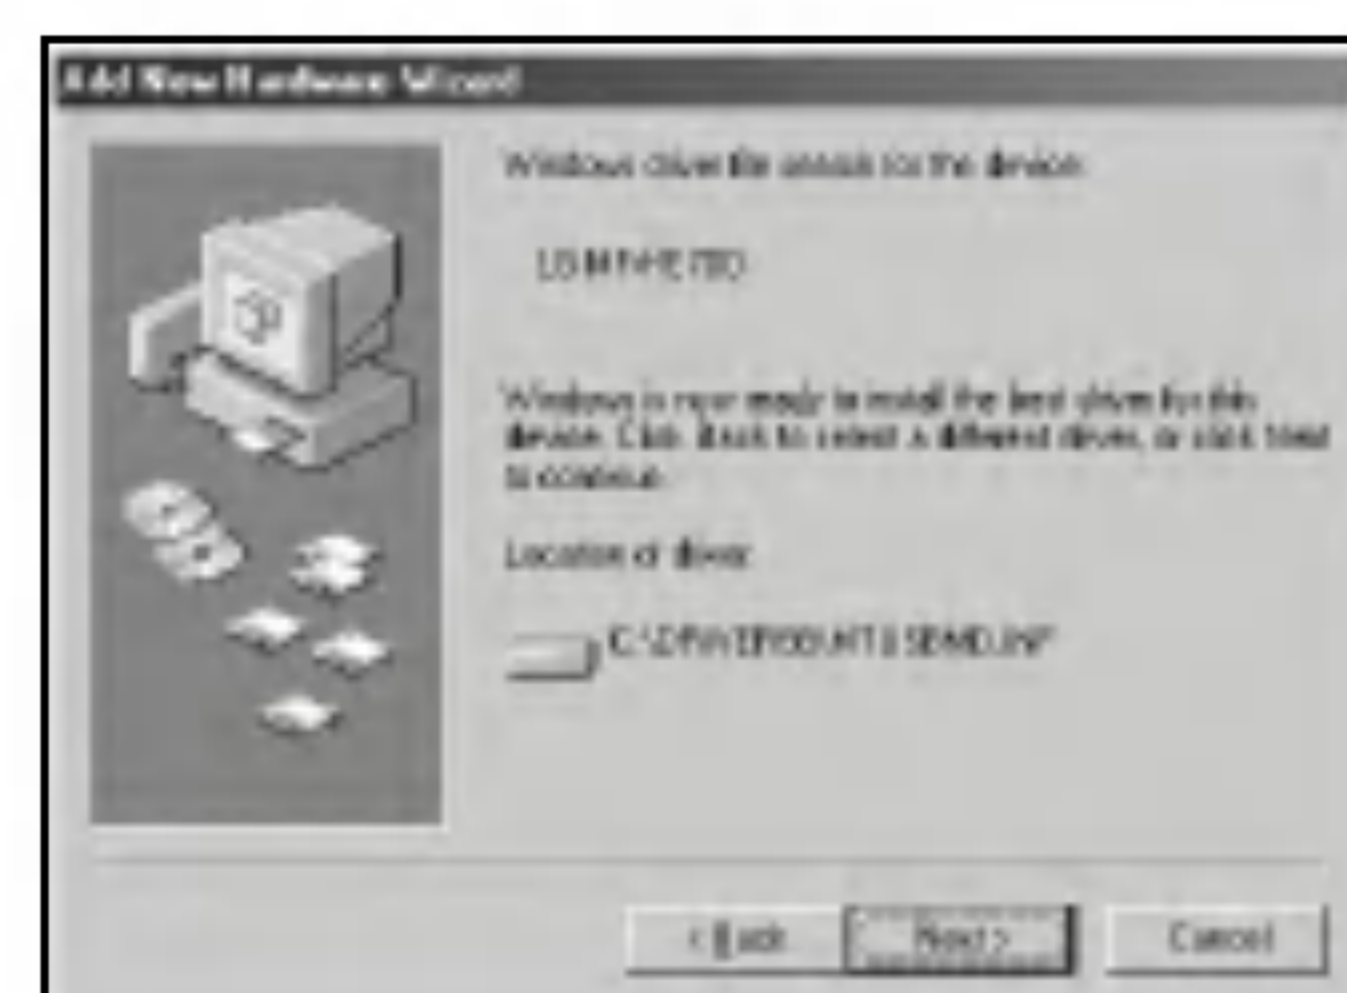 Add New Hardware Wizard
Windows driver file search for the device:
Windows is now ready to install the best driver for this
device. Click Back to select a different driver, or click Next
to continue.
Location of driver:
< Back
Next >
Cancel